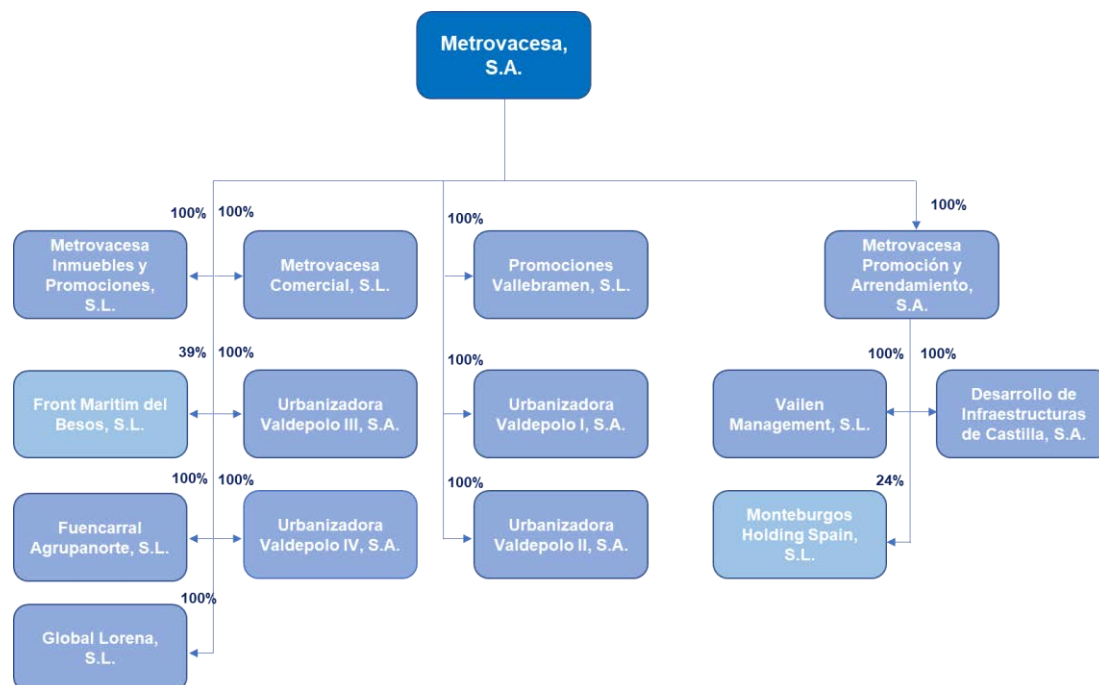 Metrovacesa,
S.A.
100%
100%
100%
100%
Metrovacesa
Inmuebles y
Promociones,
S.L.
Metrovacesa
Comercial, S.L.
Promociones
Vallebramen, S.L.
Metrovacesa
Promoción y
Arrendamiento,
S.A.
39%
100%
100%
100%
100%
Front Maritim del
Besos, S.L.
Urbanizadora
Valdepolo III, S.A.
Urbanizadora
Valdepolo I, S.A.
Vailen
Management, S.L.
Desarrollo de
Infraestructuras
de Castilla, S.A.
100%
100%
100%
24%
Fuencarral
Agrupanorte, S.L.
Urbanizadora
Valdepolo IV, S.A.
Urbanizadora
Valdepolo II, S.A.
Monteburgos
Holding Spain,
S.L.
100%
Global Lorena,
S.L.